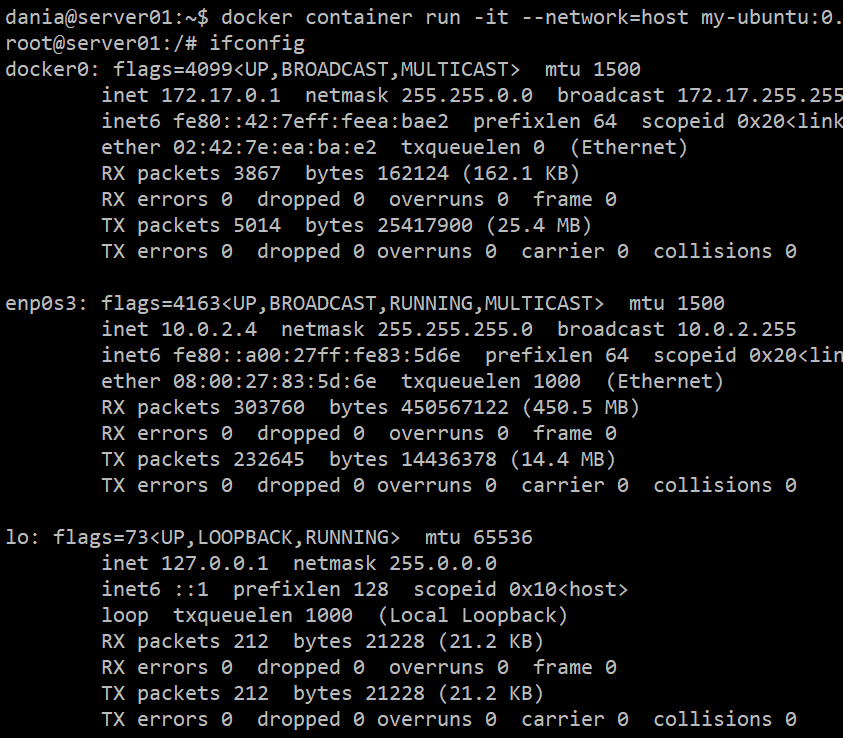 dania@server01:~$ docker container run -it --network=host my-ubuntu:0.
root@server01:/# ifconfig
docker0: flags=4099<UP,BROADCAST,MULTICAST>  mtu 1500
        inet 172.17.0.1  netmask 255.255.0.0  broadcast 172.17.255.255
        inet6 fe80::42:7eff:feea:bae2  prefixlen 64  scopeid 0x20<link
        ether 02:42:7e:ea:ba:e2  txqueuelen 0  (Ethernet)
        RX packets 3867  bytes 162124 (162.1 KB)
        RX errors 0  dropped 0  overruns 0  frame 0
        TX packets 5014  bytes 25417900 (25.4 MB)
        TX errors 0  dropped 0 overruns 0  carrier 0  collisions 0

enp0s3: flags=4163<UP,BROADCAST,RUNNING,MULTICAST>  mtu 1500
        inet 10.0.2.4  netmask 255.255.255.0  broadcast 10.0.2.255
        inet6 fe80::a00:27ff:fe83:5d6e  prefixlen 64  scopeid 0x20<lin
        ether 08:00:27:83:5d:6e  txqueuelen 1000  (Ethernet)
        RX packets 303760  bytes 450567122 (450.5 MB)
        RX errors 0  dropped 0  overruns 0  frame 0
        TX packets 232645  bytes 14436378 (14.4 MB)
        TX errors 0  dropped 0 overruns 0  carrier 0  collisions 0

lo: flags=73<UP,LOOPBACK,RUNNING>  mtu 65536
        inet 127.0.0.1  netmask 255.0.0.0
        inet6 ::1  prefixlen 128  scopeid 0x10<host>
        loop  txqueuelen 1000  (Local Loopback)
        RX packets 212  bytes 21228 (21.2 KB)
        RX errors 0  dropped 0  overruns 0  frame 0
        TX packets 212  bytes 21228 (21.2 KB)
        TX errors 0  dropped 0 overruns 0  carrier 0  collisions 0